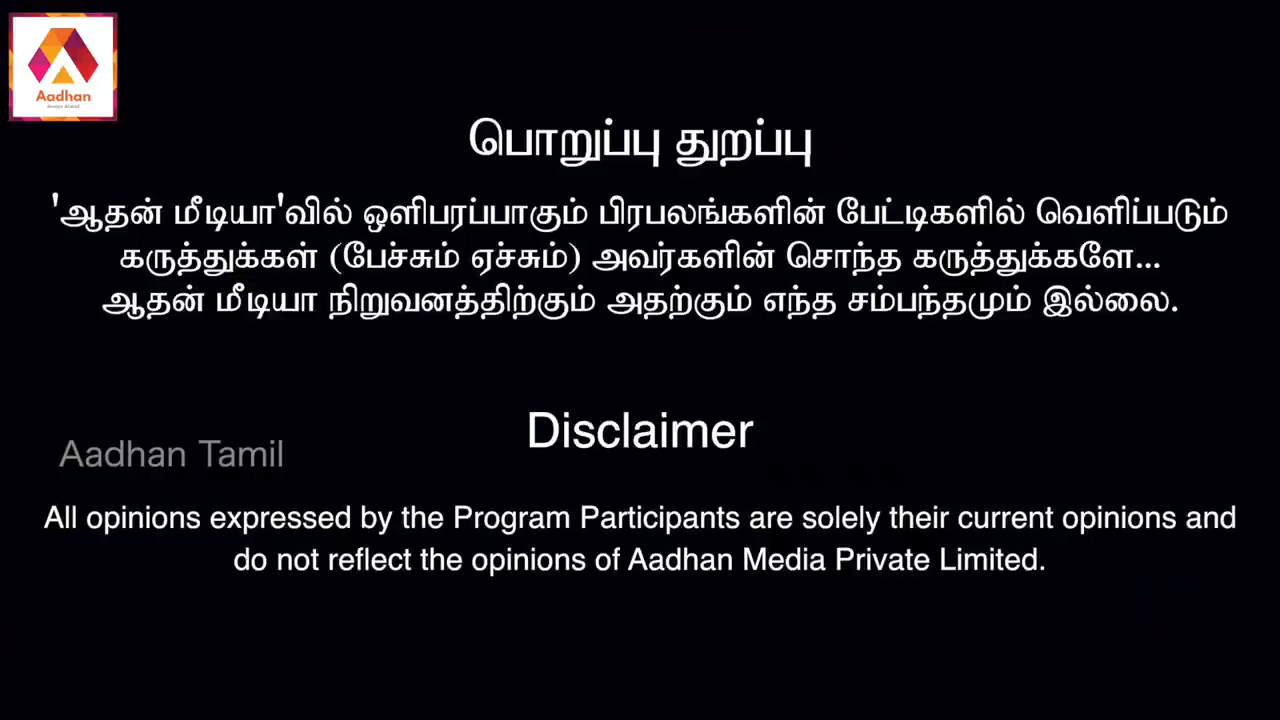 Aadhan
Always Ahead
பொறுப்பு துறப்பு
'ஆதன் மீடியா'வில் ஒளிபரப்பாகும் பிரபலங்களின் பேட்டிகளில் வெளிப்படும்
கருத்துக்கள் (பேச்சும் ஏச்சும்) அவர்களின் சொந்த கருத்துக்களே...
ஆதன் மீடியா நிறுவனத்திற்கும் அதற்கும் எந்த சம்பந்தமும் இல்லை.
Disclaimer
Aadhan Tamil
All opinions expressed by the Program Participants are solely their current opinions and
do not reflect the opinions of Aadhan Media Private Limited.